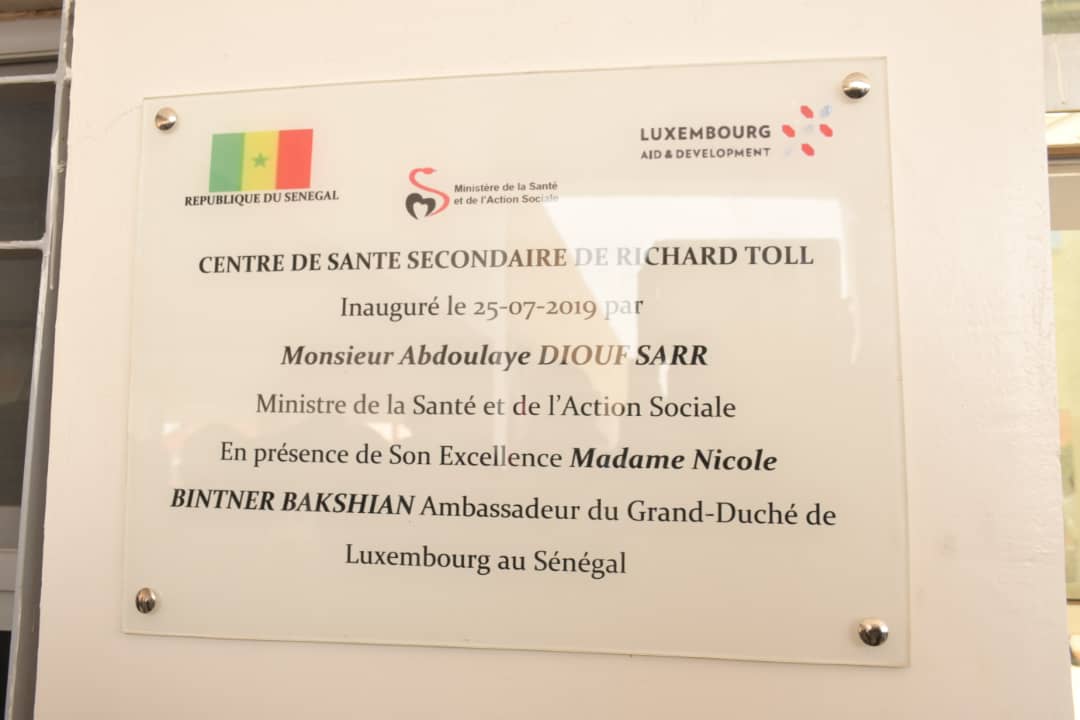 REPUBLIQUE DU SENEGAL
Ministère de la Santé
et de l'Action Sociale
LUXEMBOURG
AID & DEVELOPMENT
CENTRE DE SANTE SECONDAIRE DE RICHARD TOLL
Inauguré le 25-07-2019 par
Monsieur Abdoulaye DIOUF SARR
Ministre de la Santé et de l'Action Sociale
En présence de Son Excellence Madame Nicole
BINTNER BAKSHIAN Ambassadeur du Grand-Duché de
Luxembourg au Sénégal